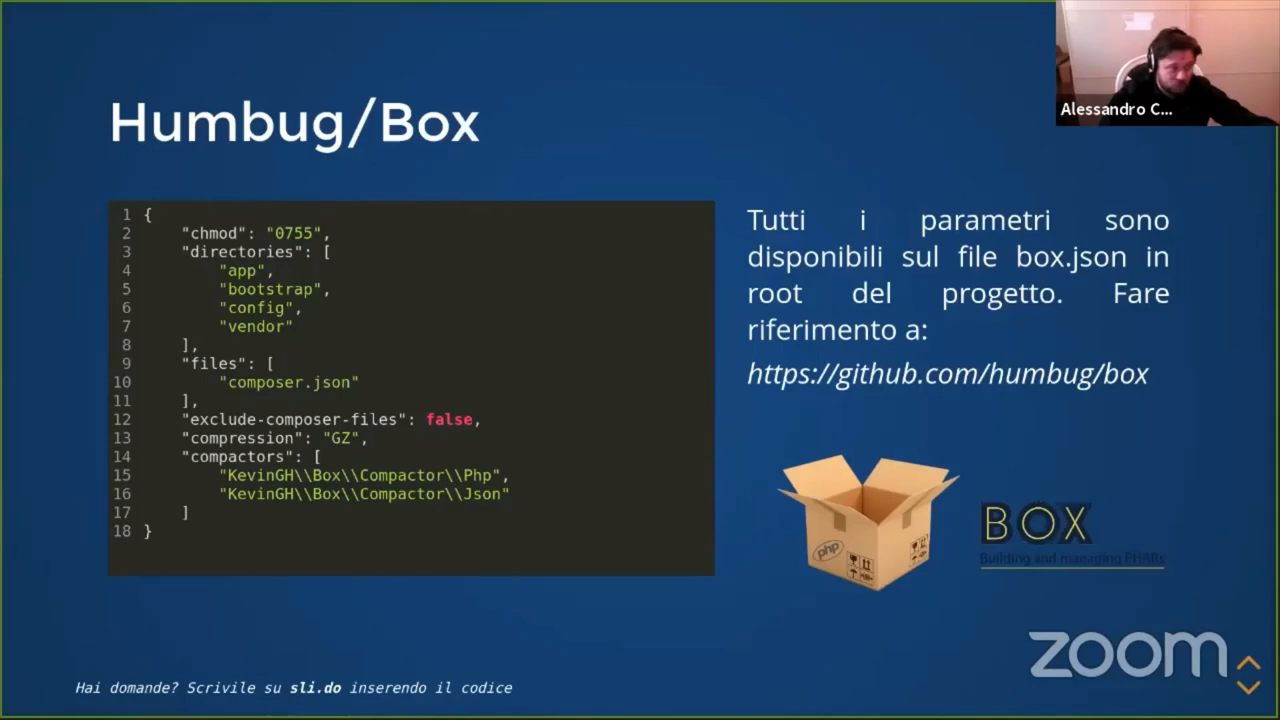 Alessandro C...
Humbug/Box
1 {
2     "chmod": "0755",
3     "directories": [
4         "app",
5         "bootstrap",
6         "config",
7         "vendor"
8     ],
9     "files": [
10         "composer.json"
11     ],
12     "exclude-composer-files": false,
13     "compression": "GZ",
14     "compactors": [
15         "KevinGH\\Box\\Compactor\\Php",
16         "KevinGH\\Box\\Compactor\\Json"
17     ]
18 }
Tutti i parametri sono
disponibili sul file box.json in
root del progetto. Fare
riferimento a:
https://github.com/humbug/box
php
BOX
Building and managing PHARs
zoom
Hai domande? Scrivile su sli.do inserendo il codice